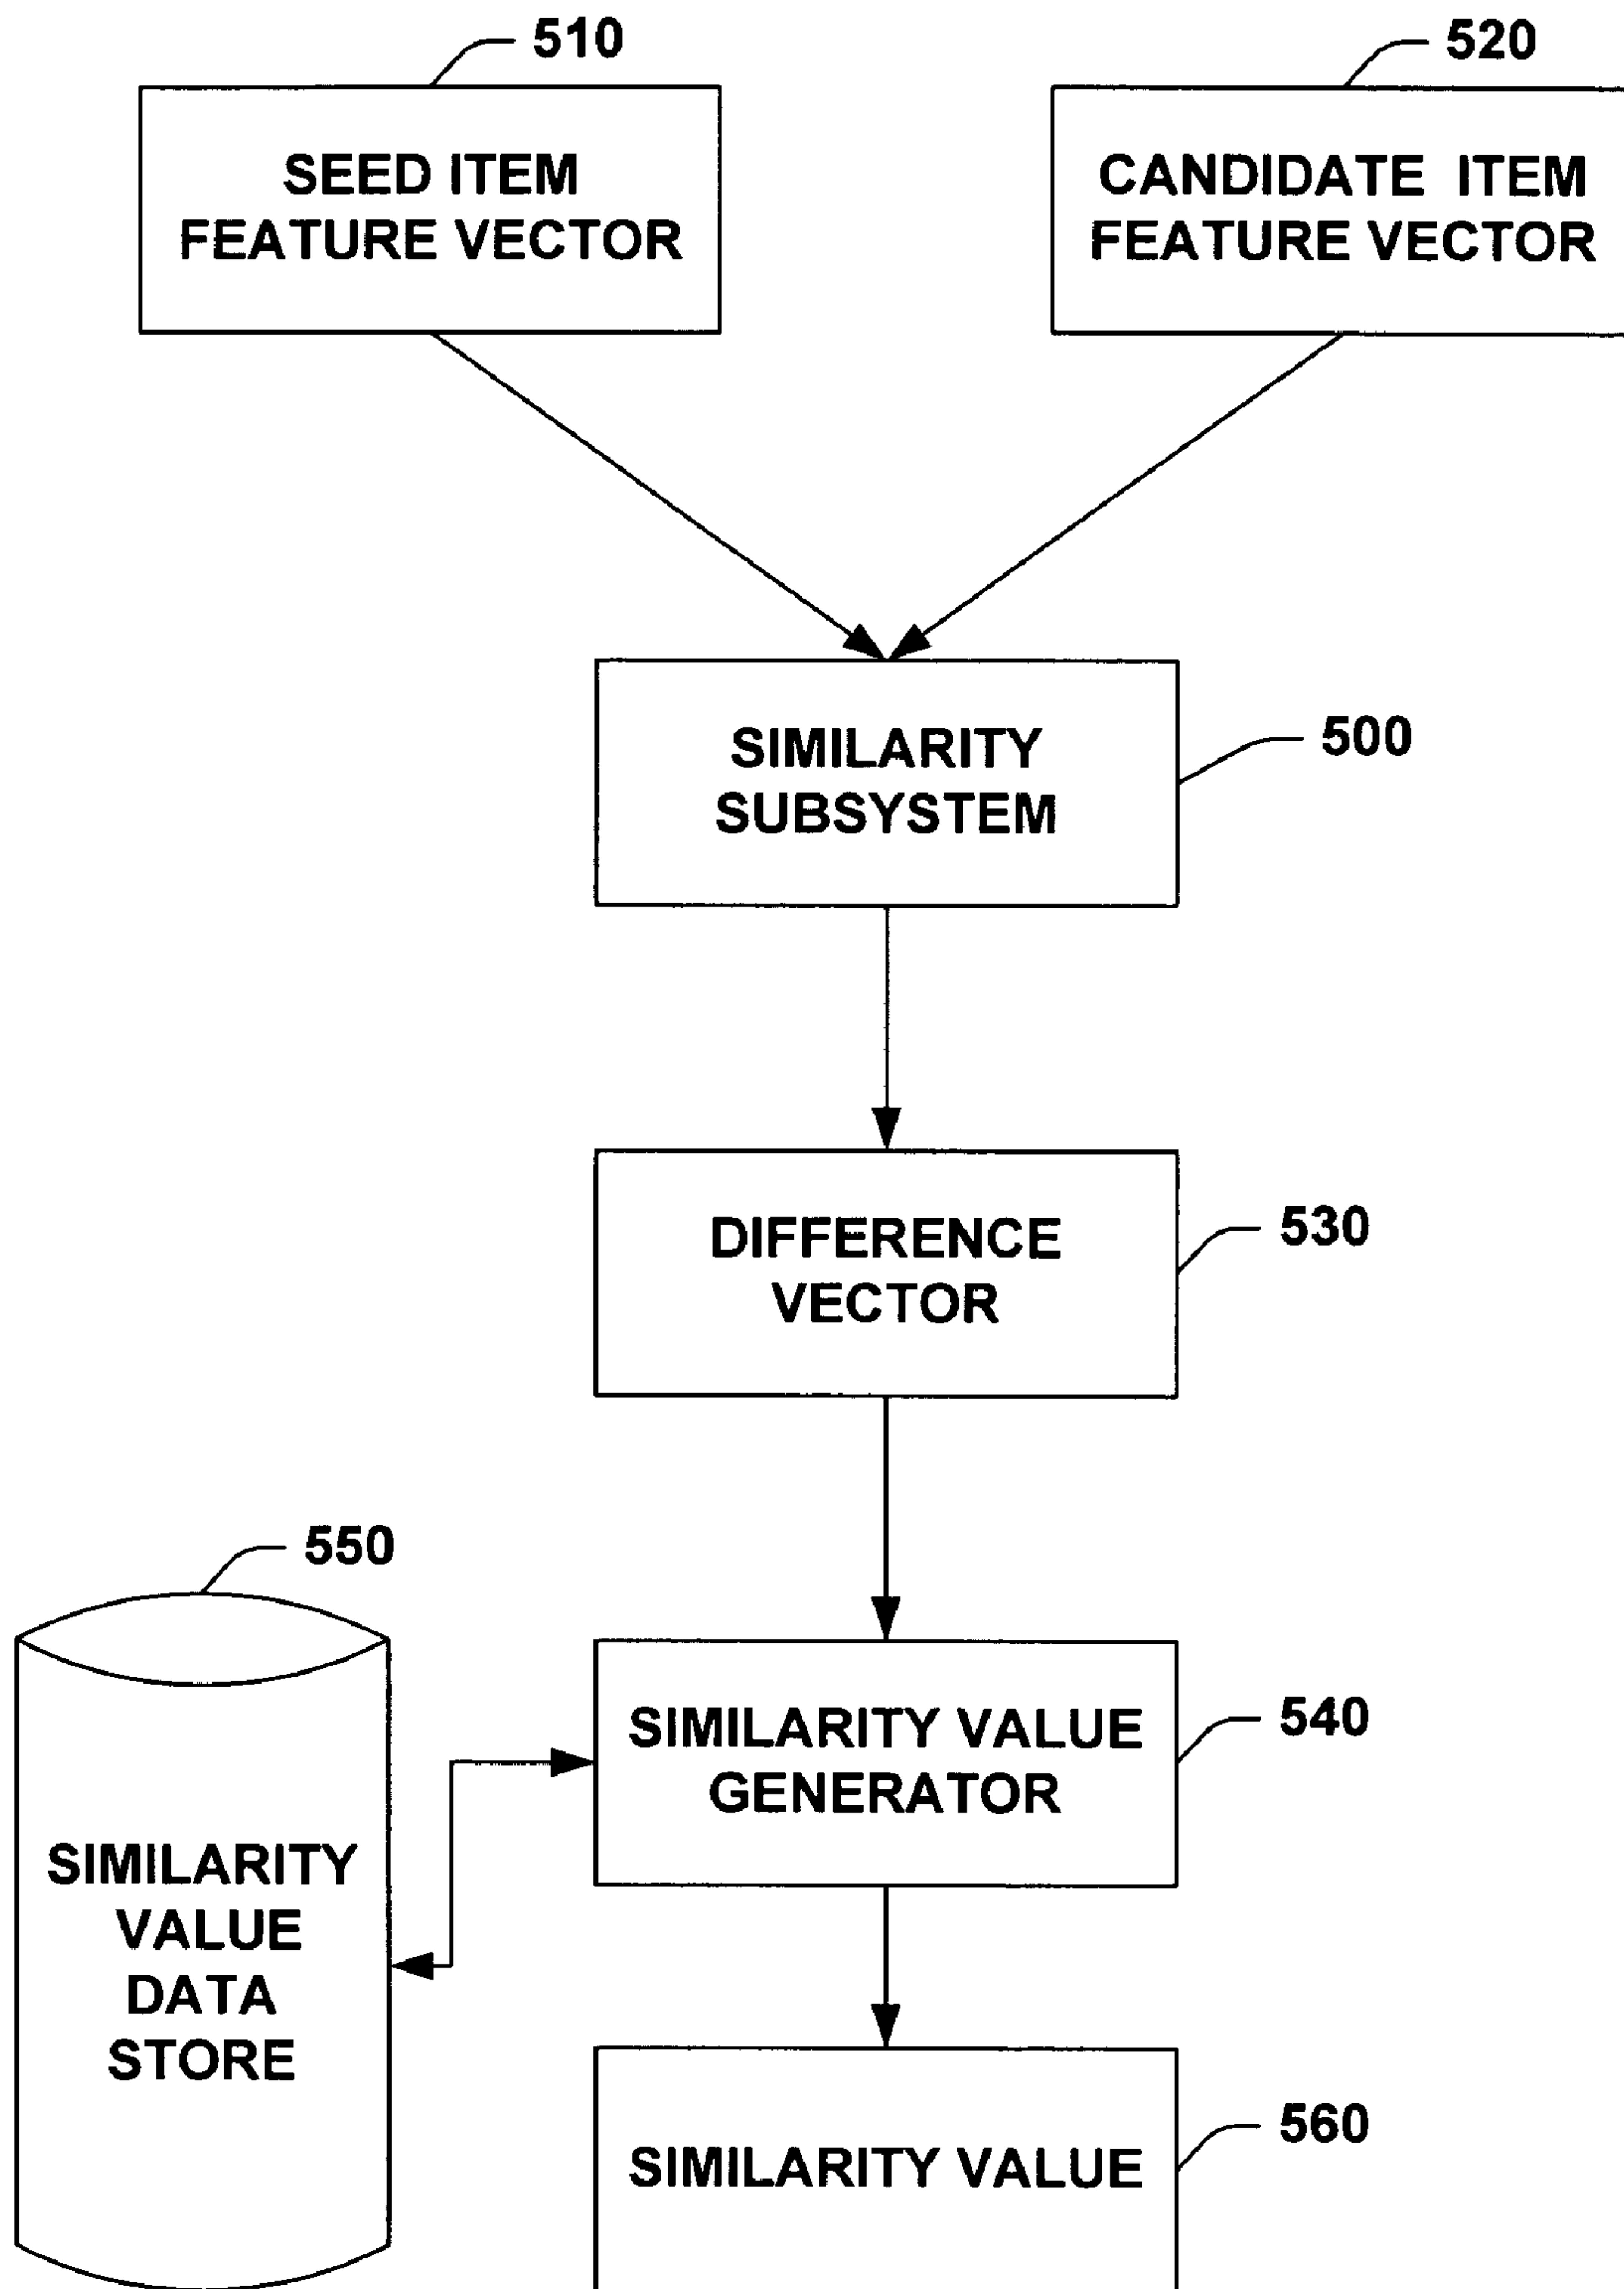 510
520
SEED ITEM
FEATURE VECTOR
CANDIDATE ITEM
FEATURE VECTOR
SIMILARITY
SUBSYSTEM
500
DIFFERENCE
VECTOR
530
550
SIMILARITY VALUE
GENERATOR
540
SIMILARITY
VALUE
DATA
STORE
SIMILARITY VALUE
560